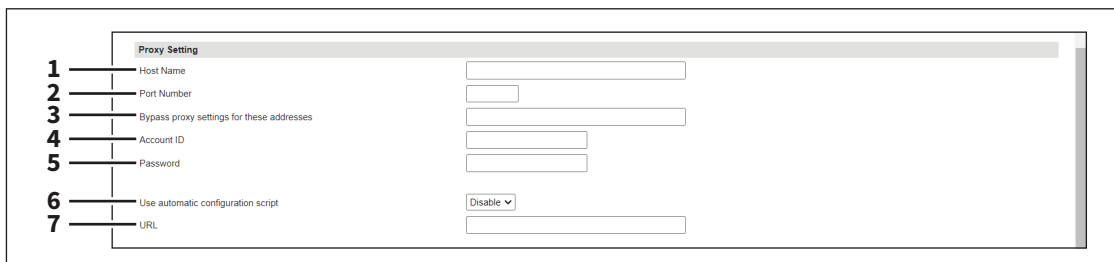 Proxy Setting
1 Host Name
2 Port Number
3 Bypass proxy settings for these addresses
4 Account ID
5 Password
6 Use automatic configuration script Disable
7 URL